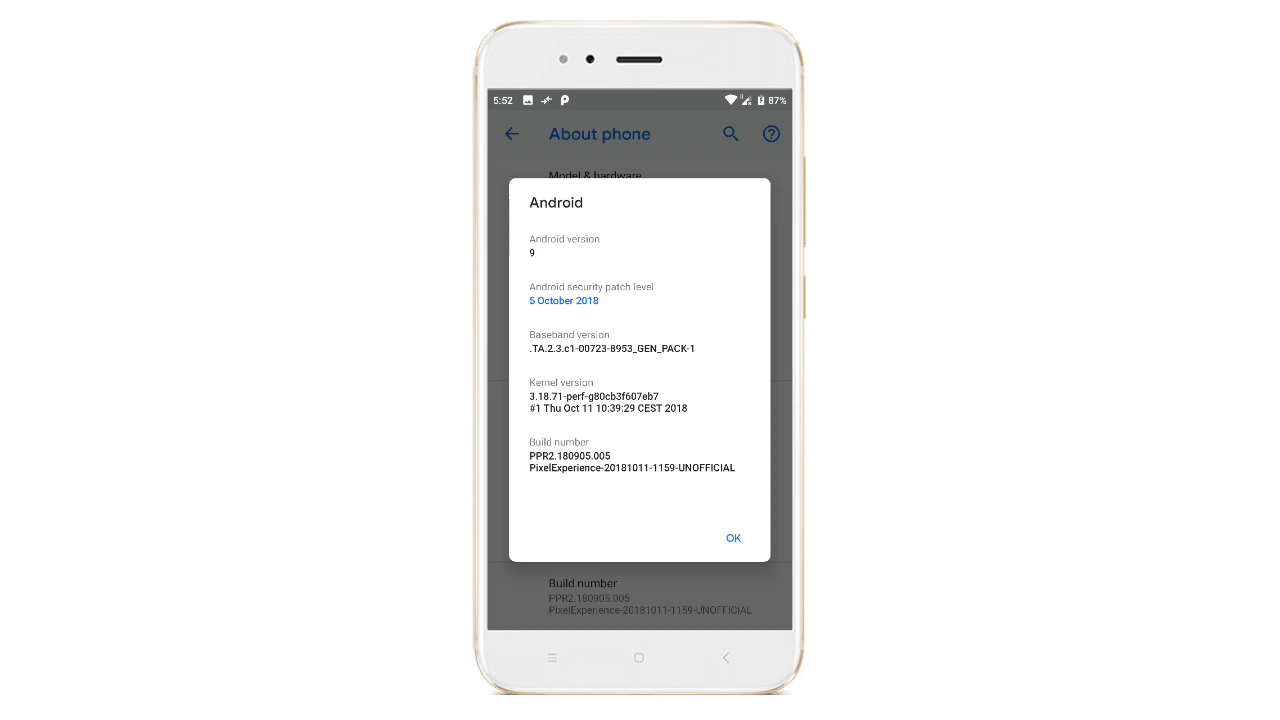 5:52
R
87%
About phone
Model & hardware
Android
Android version
9
Android security patch level
5 October 2018
Baseband version
.TA.2.3.c1-00723-8953_GEN_PACK-1
Kernel version
3.18.71-perf-g80cb3f607eb7
#1 Thu Oct 11 10:39:29 CEST 2018
Build number
PPR2.180905.005
PixelExperience-20181011-1159-UNOFFICIAL
OK
Build number
PPR2.180905.005
PixelExperience-20181011-1159-UNOFFICIAL